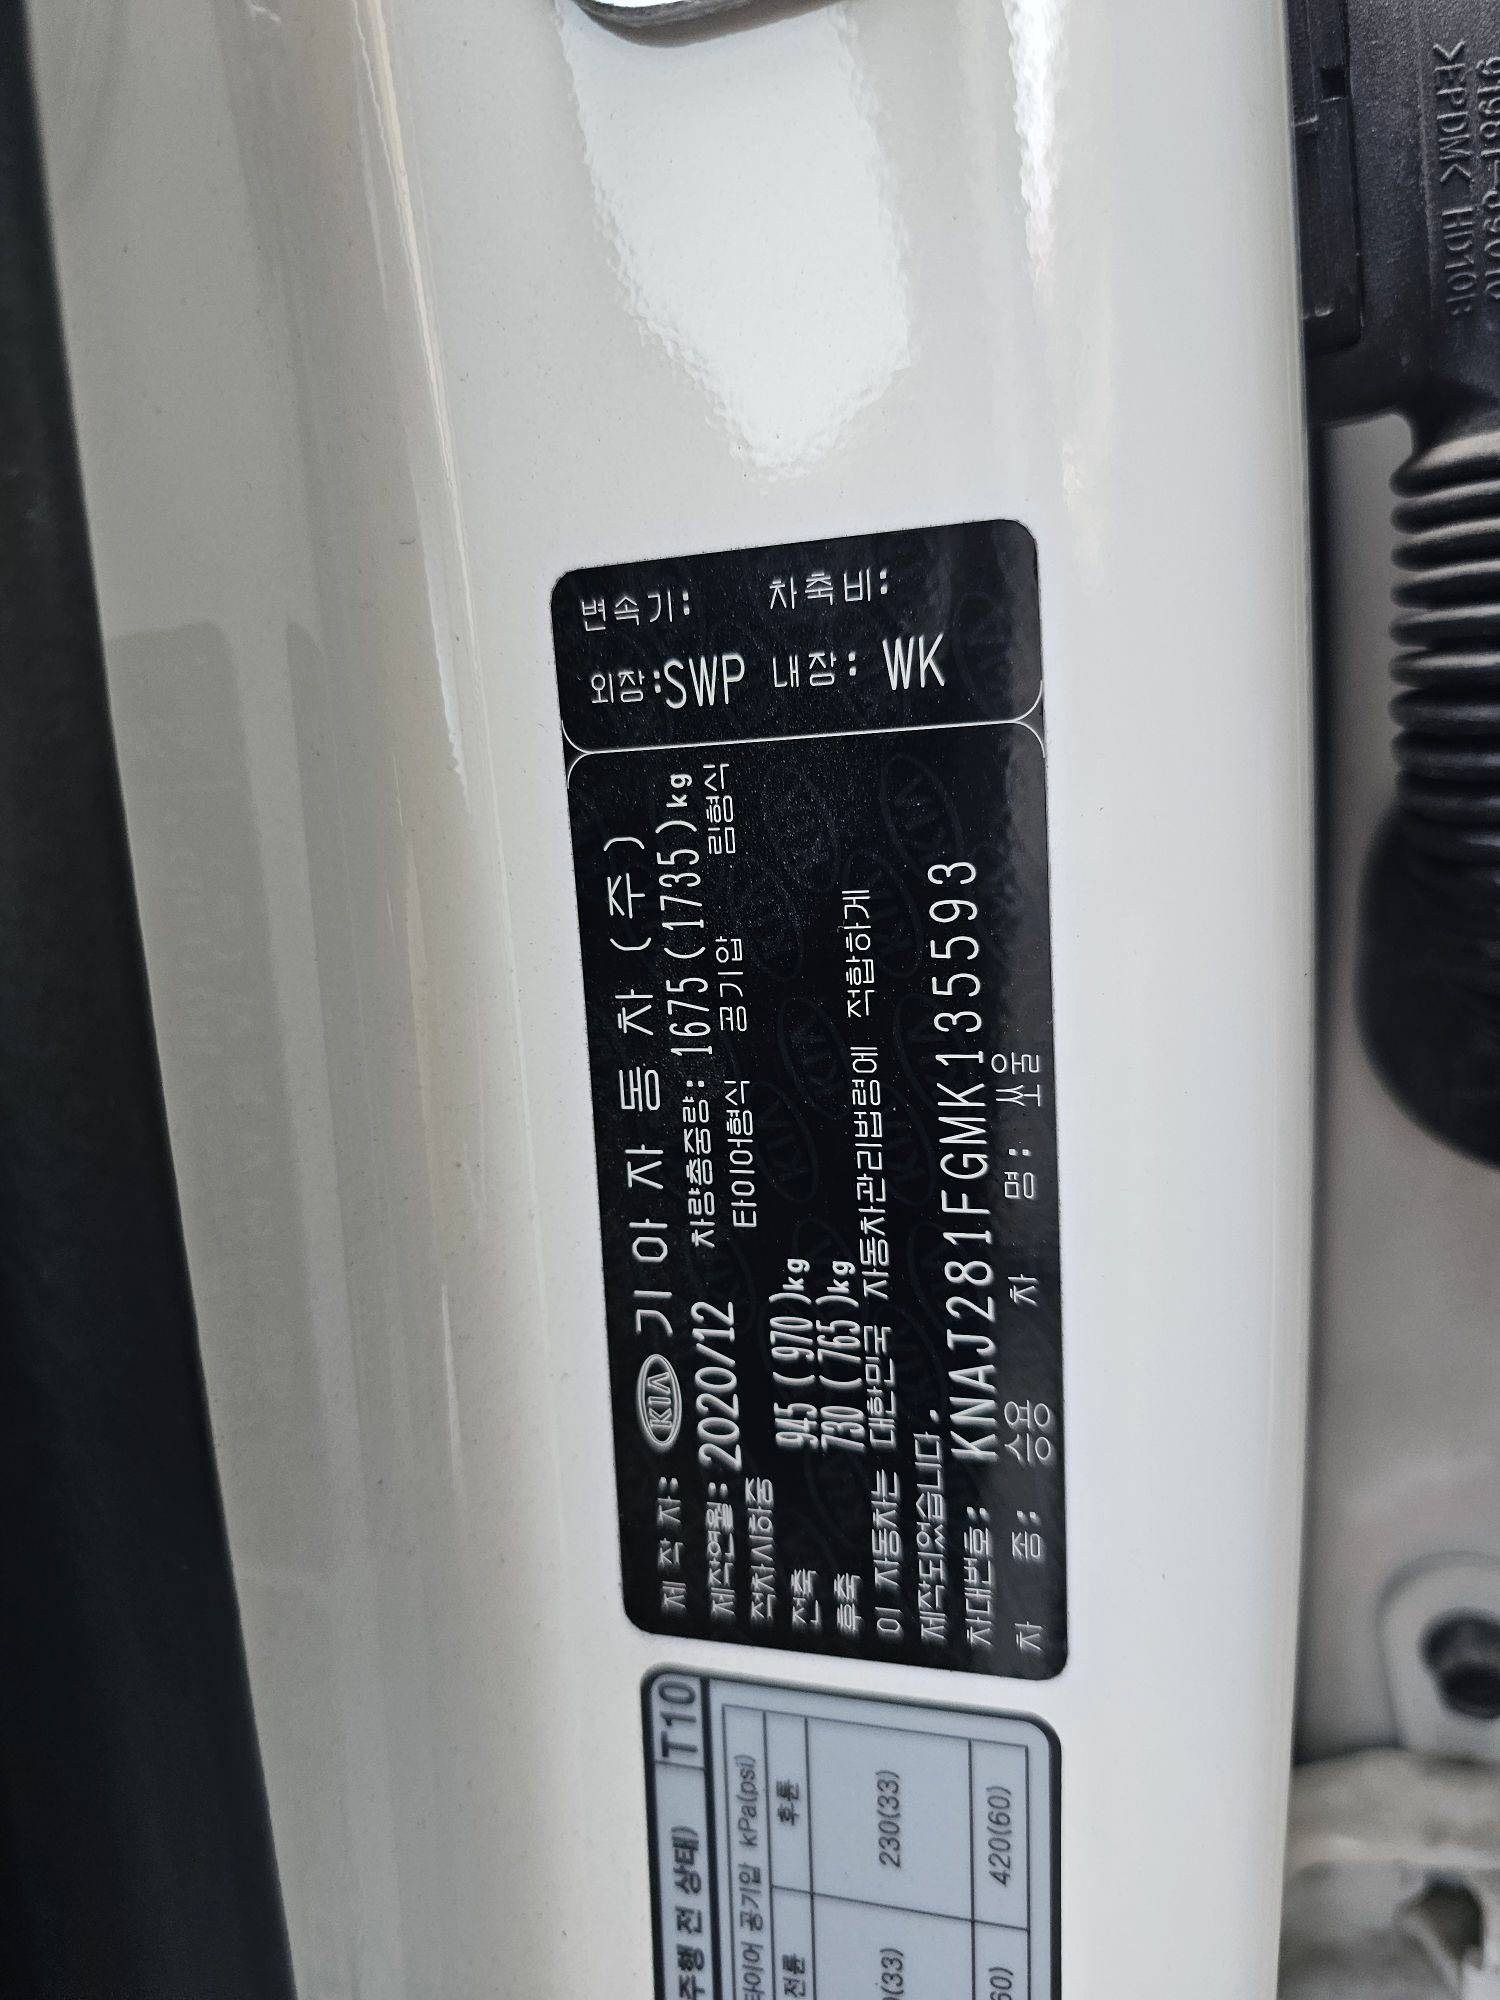 제 작 자: KIA 기아자동차(주)
제작연월: 2020/12 차량총중량: 1675(1735)kg
적차시하중 타이어형식 공기압 림형식
전축 945 ( 970 )kg
후축 730 ( 765 )kg
이 자동차는 대한민국 자동차관리법령에 적합하게
제작되었습니다.
차대번호: KNAJ281FGMK135593
차 종: 승용 차 명: 쏘울
변속기: 차축비:
외장:SWP 내장: WK
주행 전 상태) T10
타이어 공기압 kPa(psi)
전륜 후륜
(33) 230(33)
60) 420(60)
>EPDMK HD10B